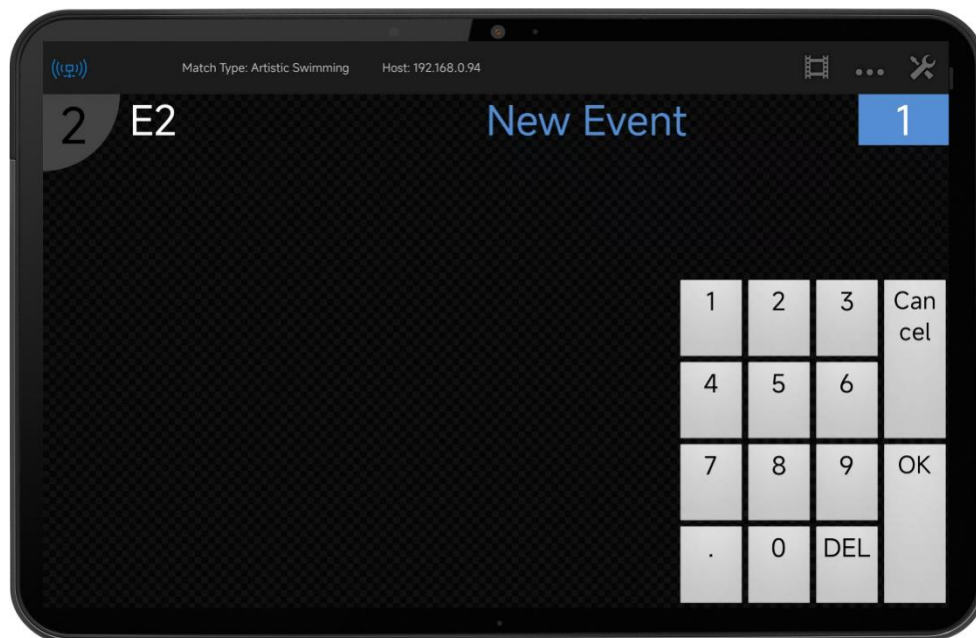 Match Type: Artistic Swimming Host: 192.168.0.94
2 E2 New Event 1
1 2 3 Can
cel
4 5 6
7 8 9 OK
. 0 DEL